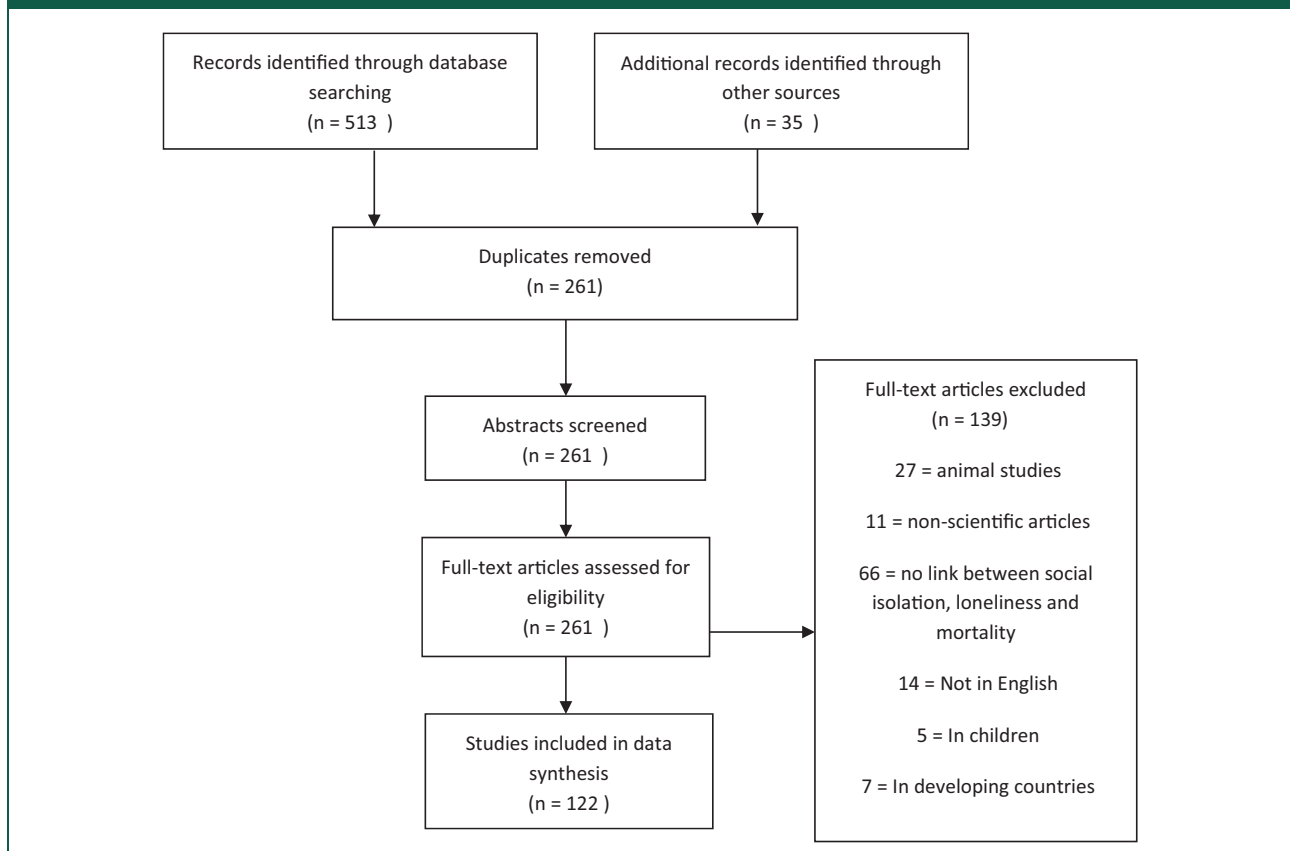 Records identified through database
searching
(n = 513 )
Additional records identified through
other sources
(n = 35 )
Duplicates removed
(n = 261)
Abstracts screened
(n = 261 )
Full-text articles assessed for
eligibility
(n = 261 )
Studies included in data
synthesis
(n = 122 )
Full-text articles excluded
(n = 139)
27 = animal studies
11 = non-scientific articles
66 = no link between social
isolation, loneliness and
mortality
14 = Not in English
5 = In children
7 = In developing countries